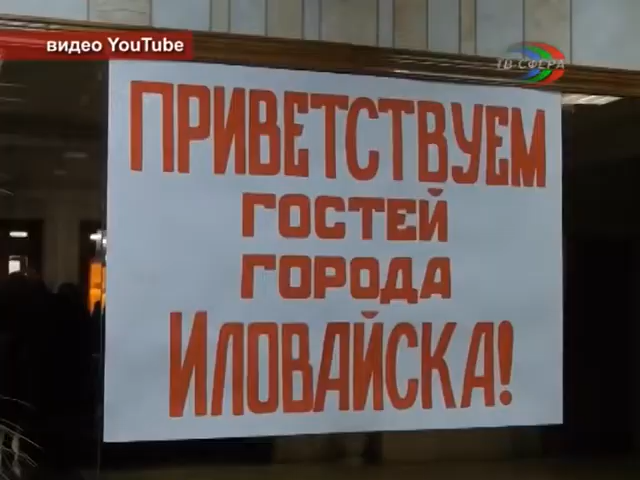 видео YouTube
ТВ-СФЕРА
ПРИВЕТСТВУЕМ
ГОСТЕЙ
ГОРОДА
ИЛОВАЙСКА!